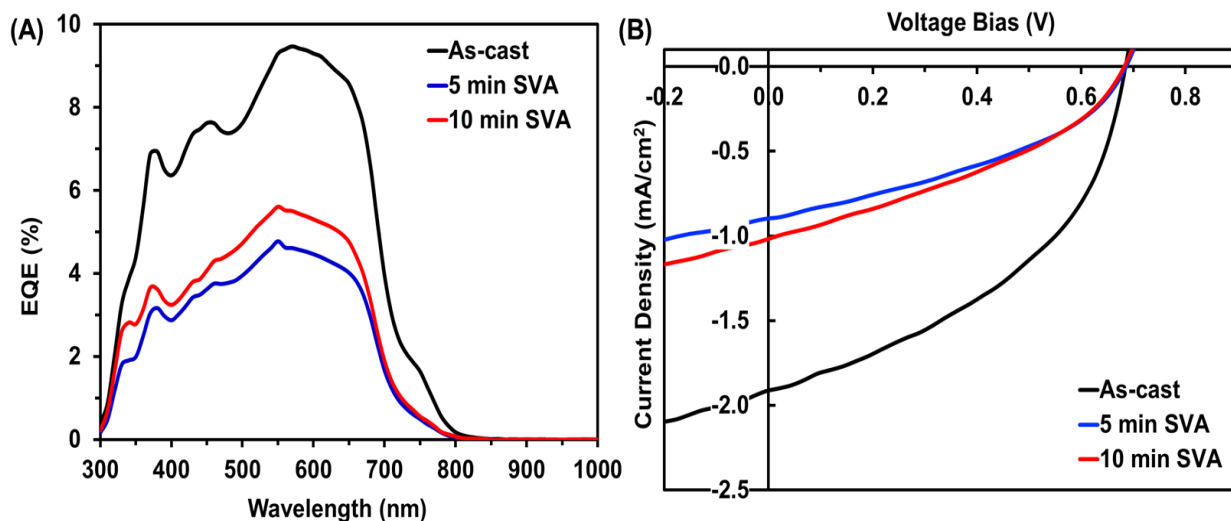 (A)
10
8
6
4
2
0
EQE (%)
300 400 500 600 700 800 900 1000
Wavelength (nm)
As-cast
5 min SVA
10 min SVA
(B)
Voltage Bias (V)
-0.2 0.0 0.2 0.4 0.6 0.8
-0.0
-0.5
-1.0
-1.5
-2.0
-2.5
Current Density (mA/cm²)
As-cast
5 min SVA
10 min SVA